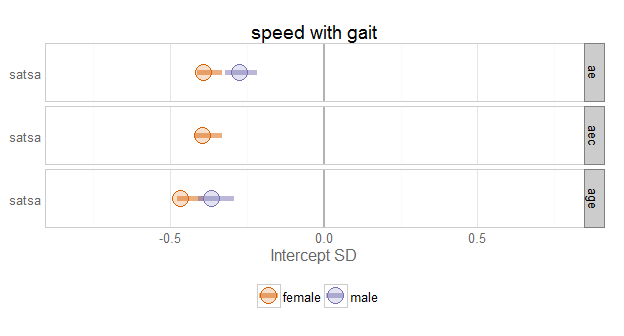 speed with gait
satsa
ae
satsa
aec
satsa
age
-0.5 0.0 0.5
Intercept SD
female male